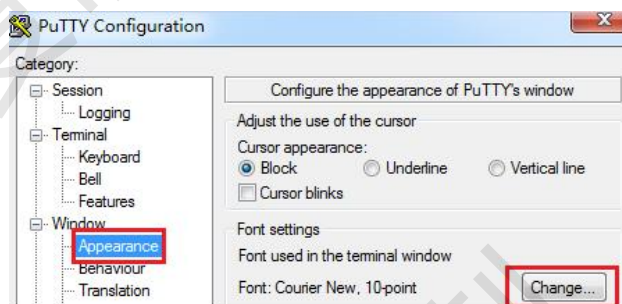 PuTTY Configuration
X
Category:
Session
Logging
Terminal
Keyboard
Bell
Features
Window
Appearance
Behaviour
Translation
Configure the appearance of PuTTY's window
Adjust the use of the cursor
Cursor appearance:
Block Underline Vertical line
Cursor blinks
Font settings
Font used in the terminal window
Font: Courier New, 10-point Change...